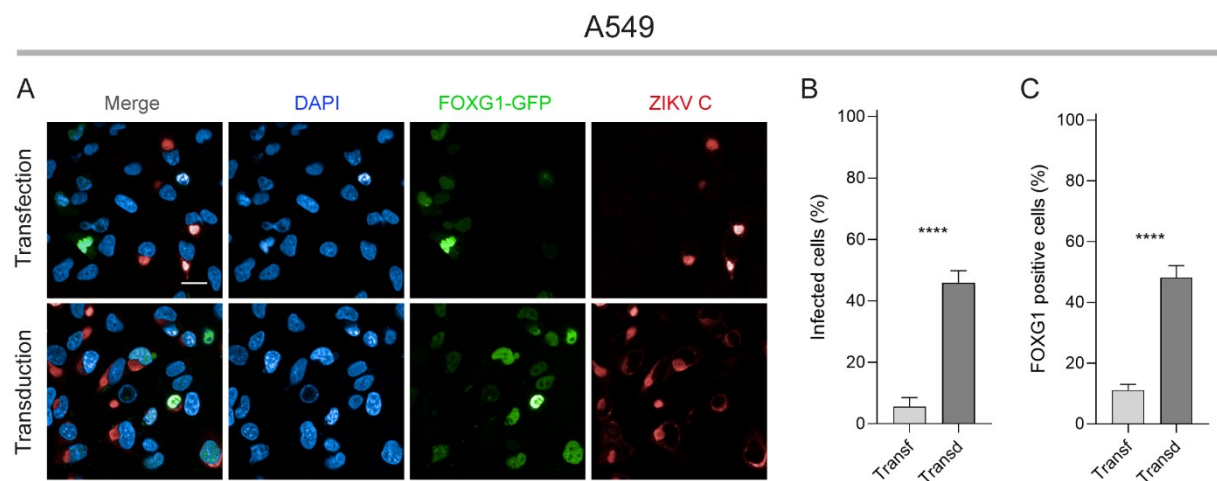 A549
A
Merge
DAPI
FOXG1-GFP
ZIKV C
Transfection
Transduction
B
Infected cells (%)
100
80
60
40
20
0
****
Transf
Transd
C
FOXG1 positive cells (%)
100
80
60
40
20
0
****
Transf
Transd